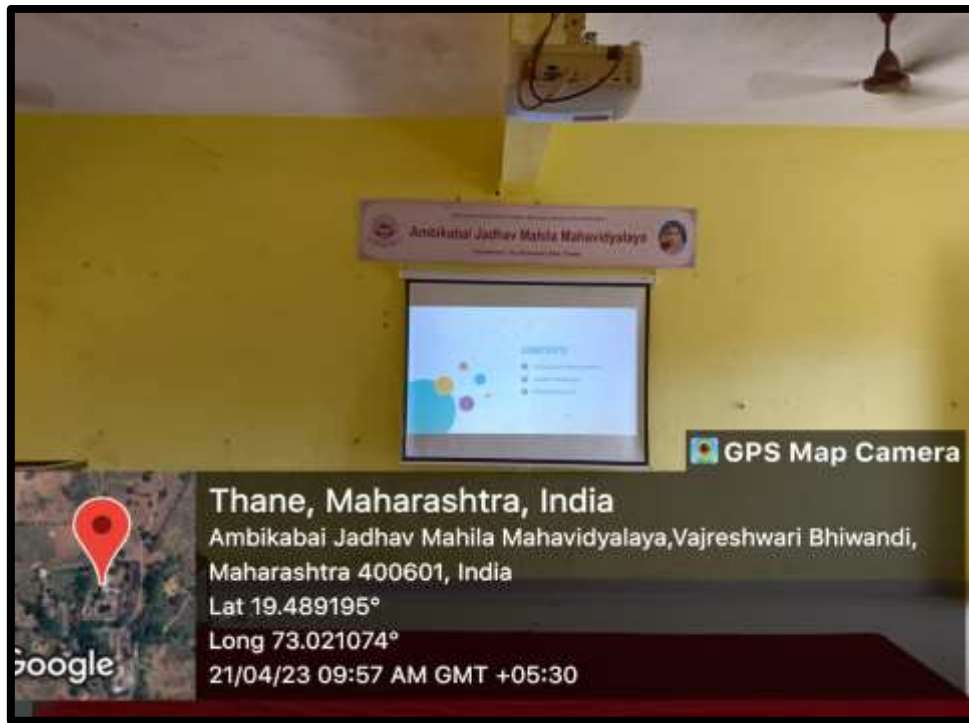 Ambikabai Jadhav Mahila Mahavidyalaya
CONTENTS
GPS Map Camera
Thane, Maharashtra, India
Ambikabai Jadhav Mahila Mahavidyalaya,Vajreshwari Bhiwandi,
Maharashtra 400601, India
Lat 19.489195°
Long 73.021074°
21/04/23 09:57 AM GMT +05:30
Google